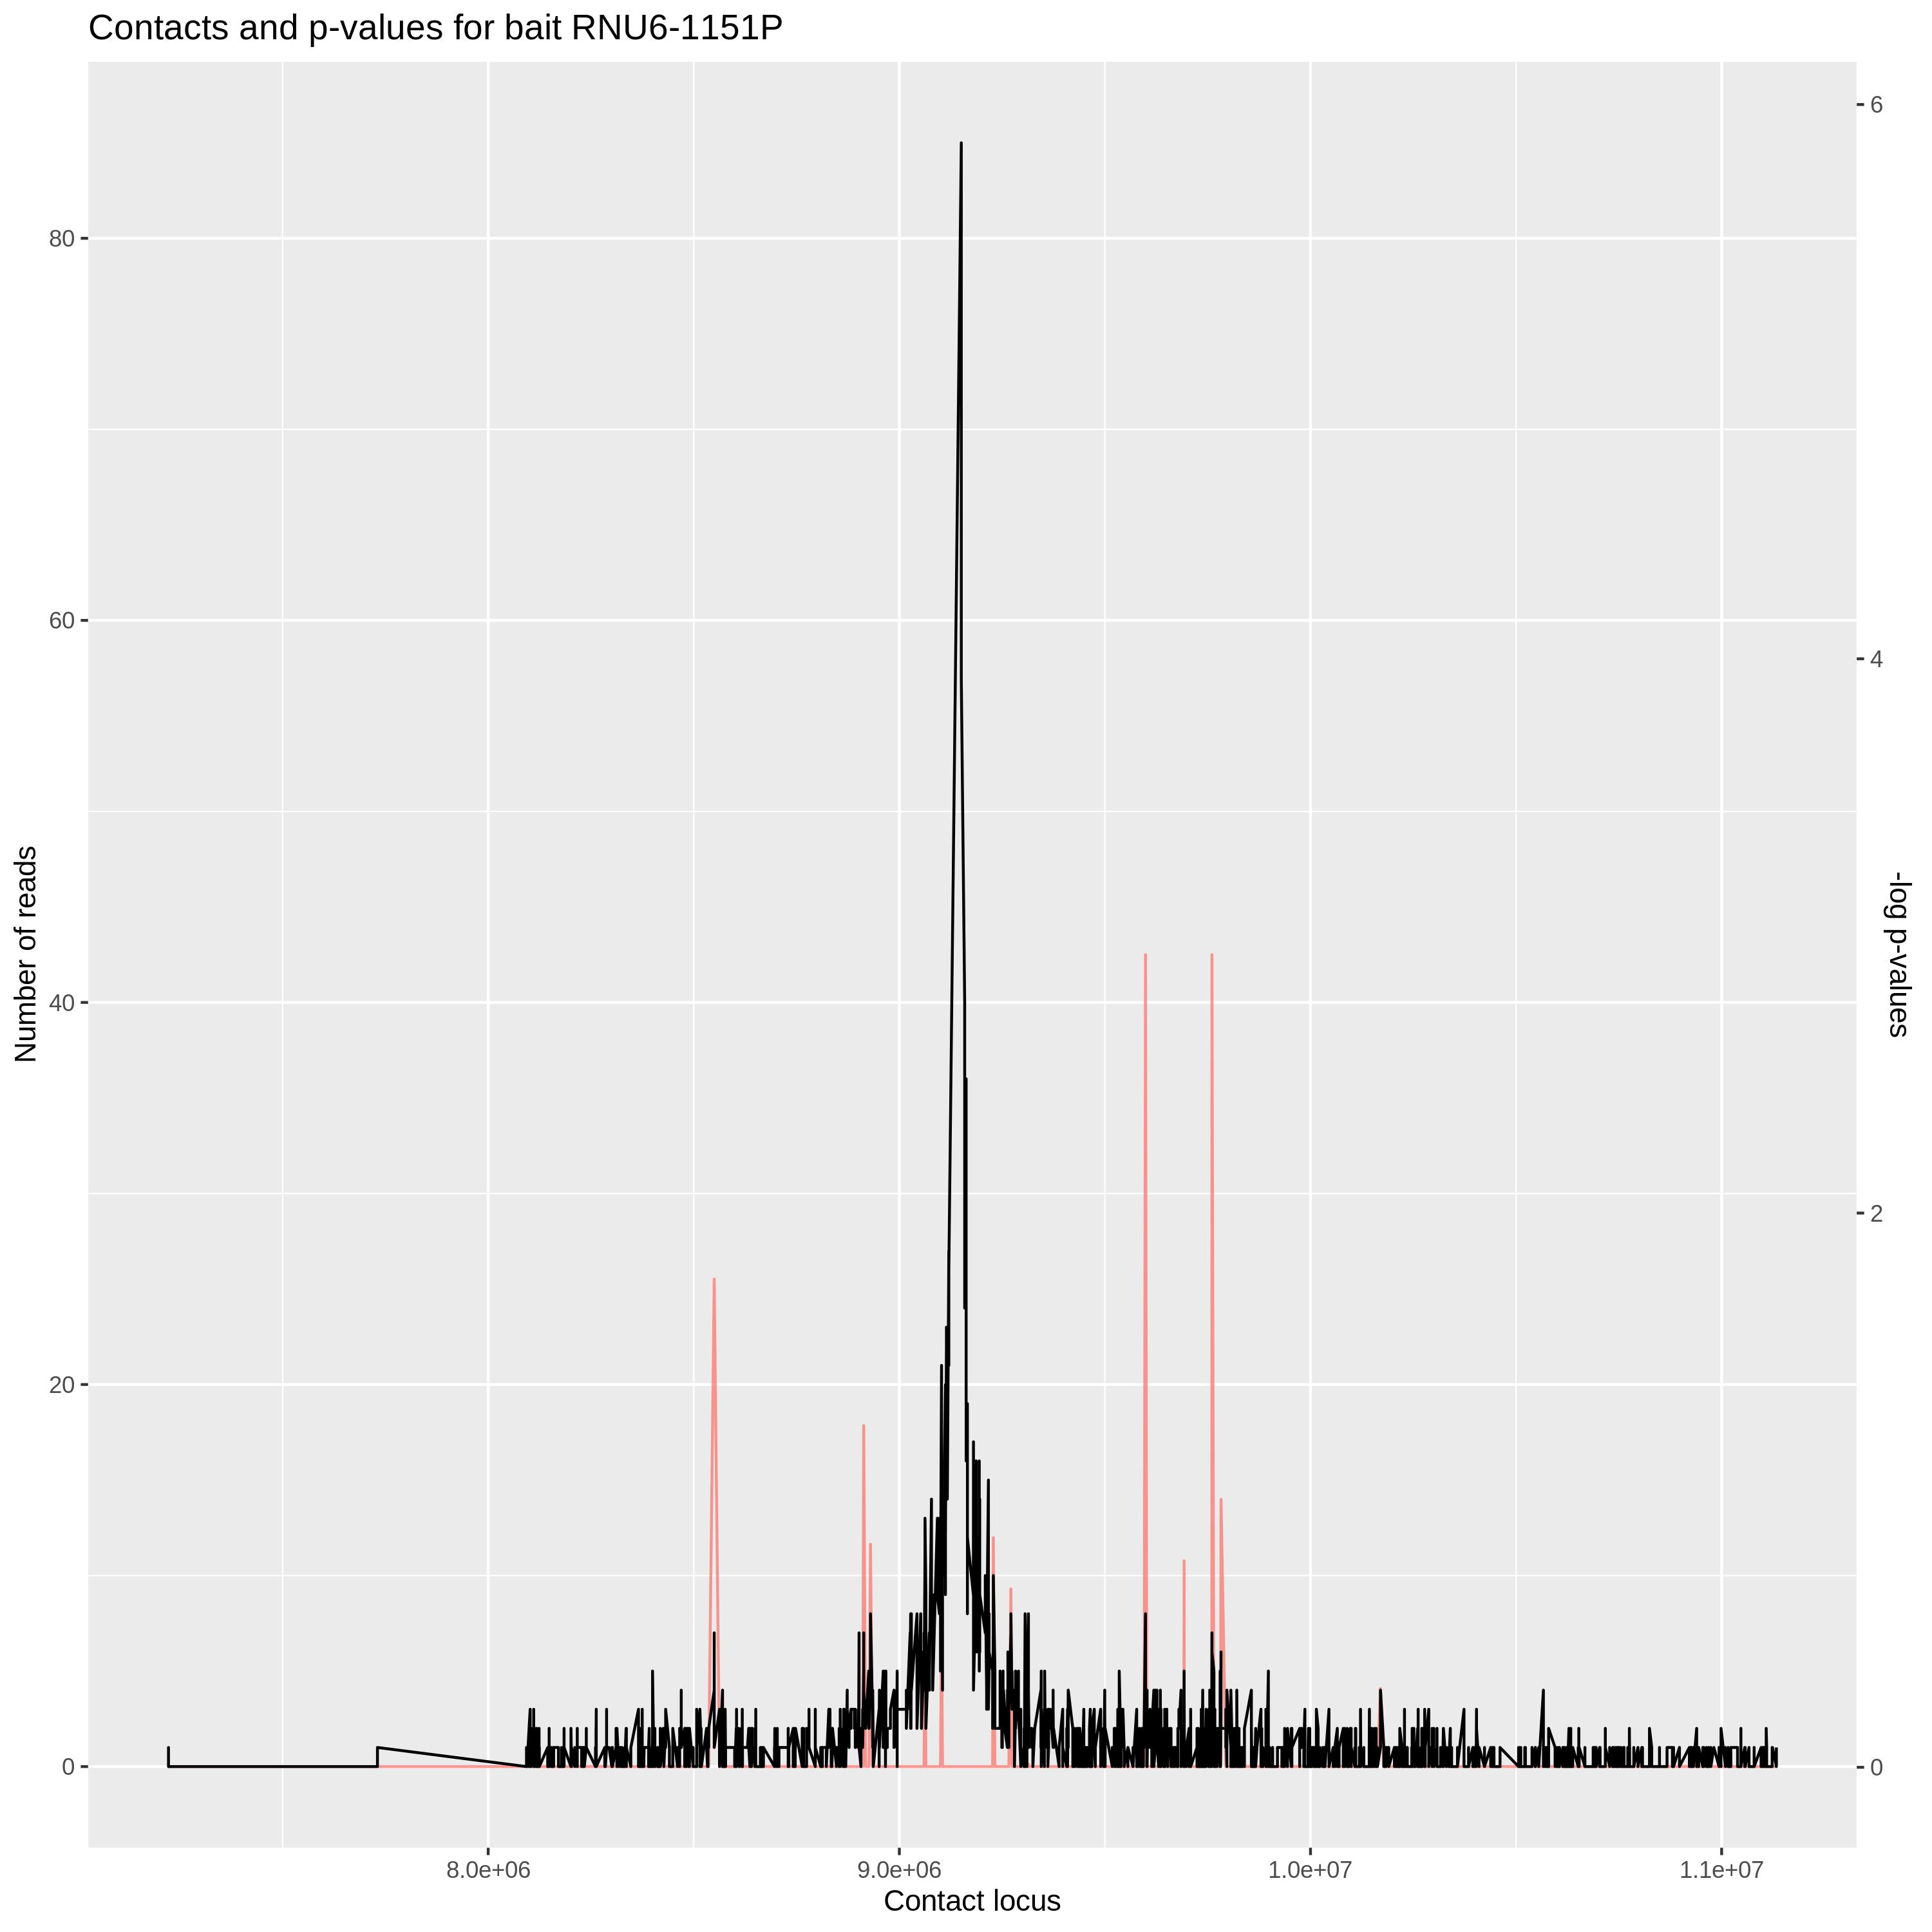 Contacts and p-values for bait RNU6-1151P
80
60
40
20
0
6
4
2
0
Number of reads
-log p-values
8.0e+06
9.0e+06
1.0e+07
1.1e+07
Contact locus